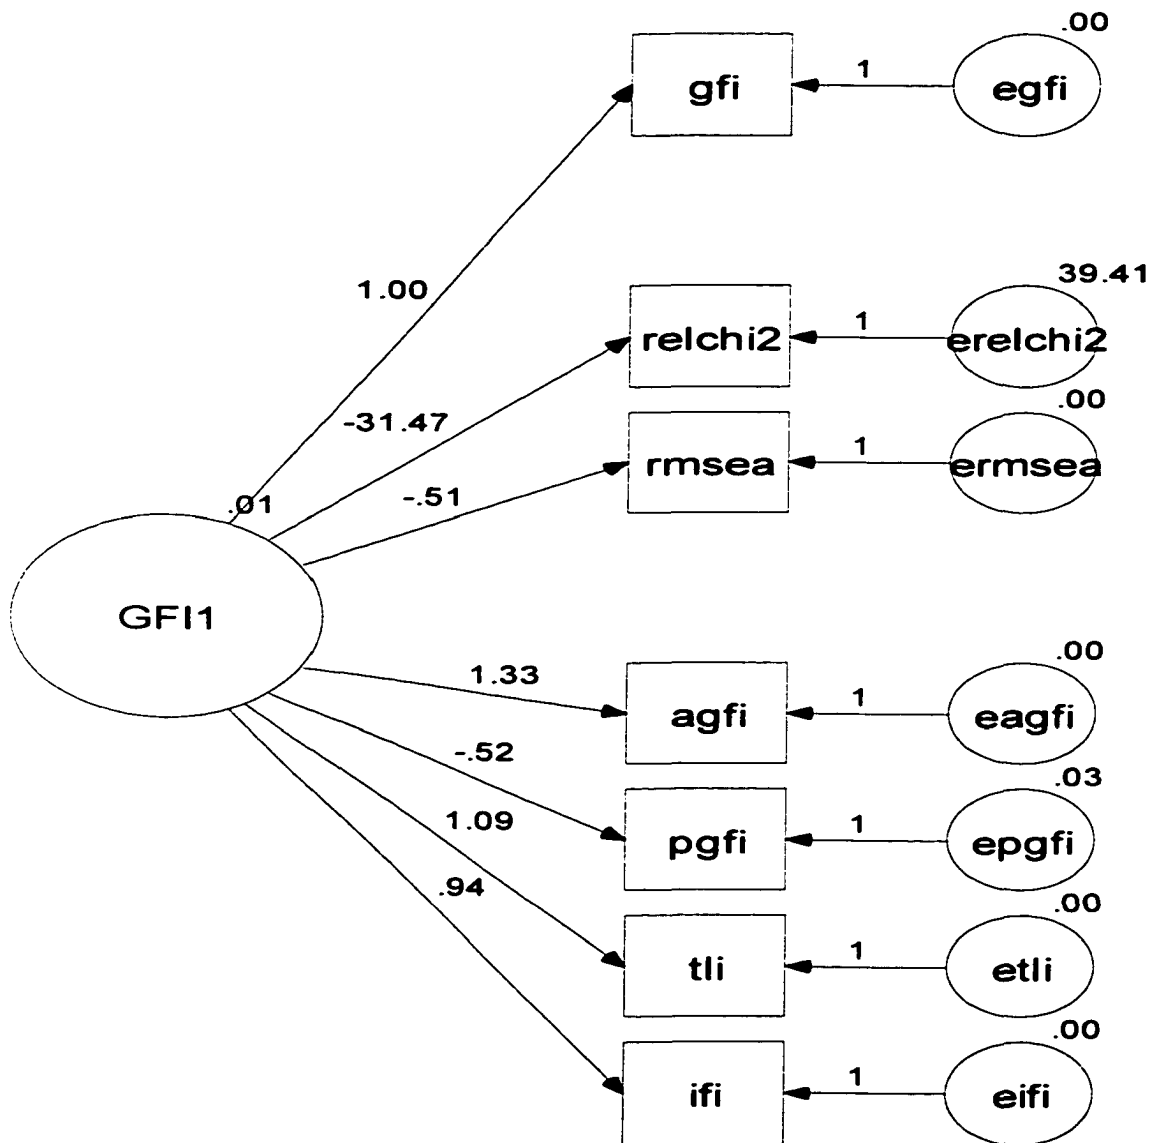 .00
gfi
1
egfi
1.00
39.41
relchi2
1
erelchi2
-31.47
.00
rmsea
1
ermsea
-.51
.01
GFI1
.00
1.33
agfi
1
eagfi
-.52
.03
pgfi
1
epgfi
1.09
.94
.00
tli
1
etli
.00
ifi
1
eifi